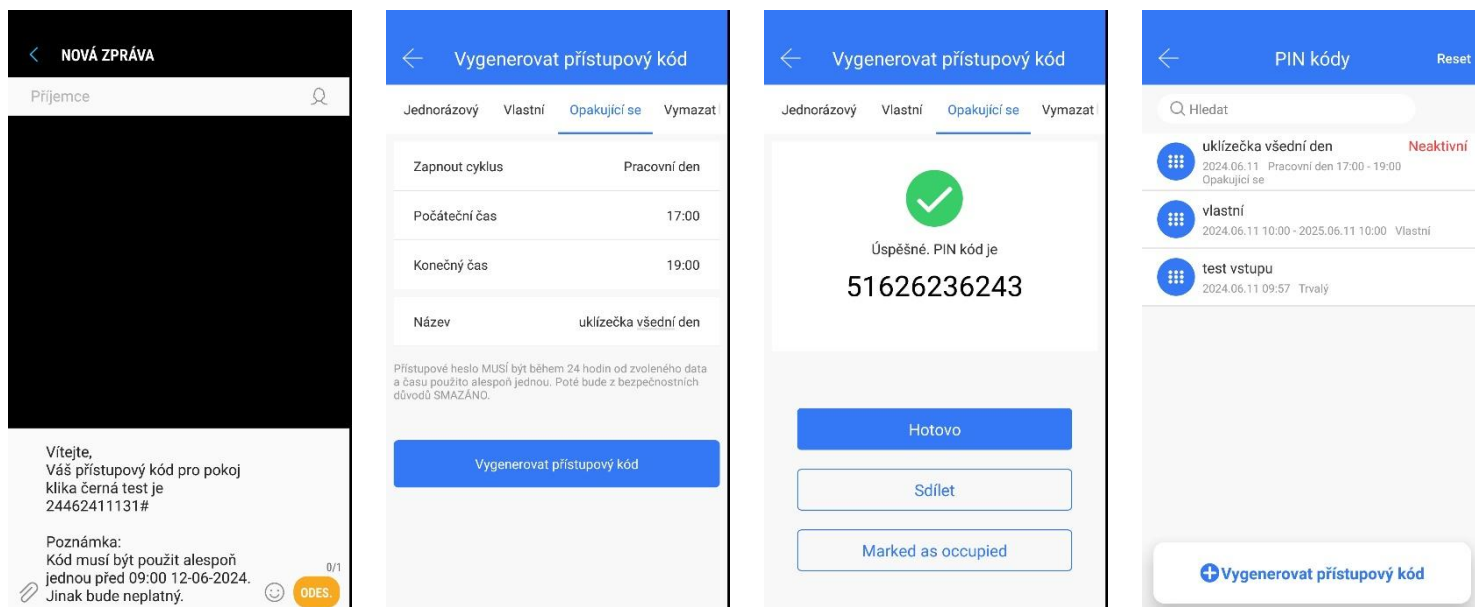 NOVÁ ZPRÁVA
Příjemce
Vítejte,
Váš přístupový kód pro pokoj
klika černá test je
24462411131#
Poznámka:
Kód musí být použit alespoň
jednou před 09:00 12-06-2024.
Jinak bude neplatný.
0/1
ODES.
Vygenerovat přístupový kód
Jednorázový Vlastní Opakující se Vymazat
Zapnout cyklus Pracovní den
Počáteční čas 17:00
Konečný čas 19:00
Název uklízečka všední den
Přístupové heslo MUSÍ být během 24 hodin od zvoleného data
a času použito alespoň jednou. Poté bude z bezpečnostních
důvodů SMAZÁNO.
Vygenerovat přístupový kód
Vygenerovat přístupový kód
Jednorázový Vlastní Opakující se Vymazat
Úspěšné. PIN kód je
51626236243
Hotovo
Sdílet
Marked as occupied
PIN kódy Reset
Hledat
uklízečka všední den Neaktivní
2024.06.11 Pracovní den 17:00 - 19:00
Opakující se
vlastní
2024.06.11 10:00 - 2025.06.11 10:00 Vlastní
test vstupu
2024.06.11 09:57 Trvalý
Vygenerovat přístupový kód